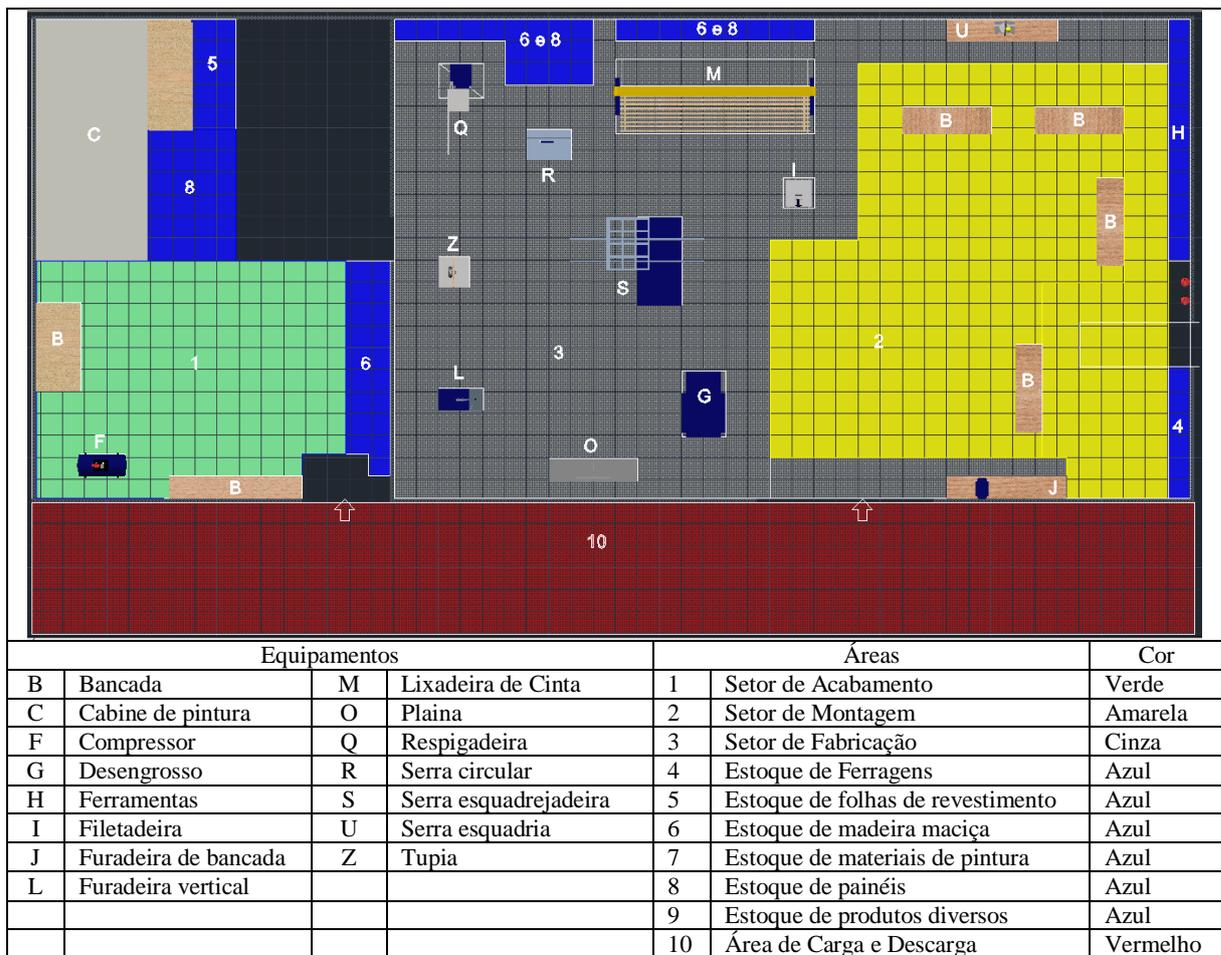 6 e 8
6 e 8
U
5
M
C
B
B
H
Q
8
R
I
B
Z
S
B
1
6
3
2
L
G
B
4
F
O
B
J
10
Equipamentos Áreas Cor
B Bancada M Lixadeira de Cinta 1 Setor de Acabamento Verde
C Cabine de pintura O Plaina 2 Setor de Montagem Amarela
F Compressor Q Respigadeira 3 Setor de Fabricação Cinza
G Desengrosso R Serra circular 4 Estoque de Ferragens Azul
H Ferramentas S Serra esquadrejadeira 5 Estoque de folhas de revestimento Azul
I Filetadeira U Serra esquadria 6 Estoque de madeira maciça Azul
J Furadeira de bancada Z Tupia 7 Estoque de materiais de pintura Azul
L Furadeira vertical 8 Estoque de painéis Azul
9 Estoque de produtos diversos Azul
10 Área de Carga e Descarga Vermelho